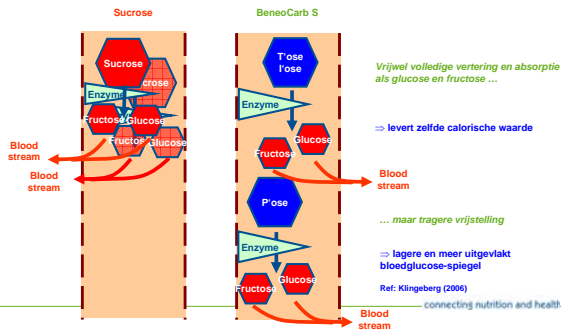 Sucrose
BeneoCarb S
Sucrose
crose
Enzyme
Fructose
Glucose
Fructose
Glucose
Blood
stream
Blood
stream
T'ose
I'ose
Enzyme
Fructose
Glucose
Blood
stream
P'ose
Enzyme
Fructose
Glucose
Blood
stream
Vrijwel volledige vertering en absorptie
als glucose en fructose …
⇒ levert zelfde calorische waarde
… maar tragere vrijstelling
⇒ lagere en meer uitgevlakt
bloedglucose-spiegel
Ref: Klingeberg (2006)
connecting nutrition and health